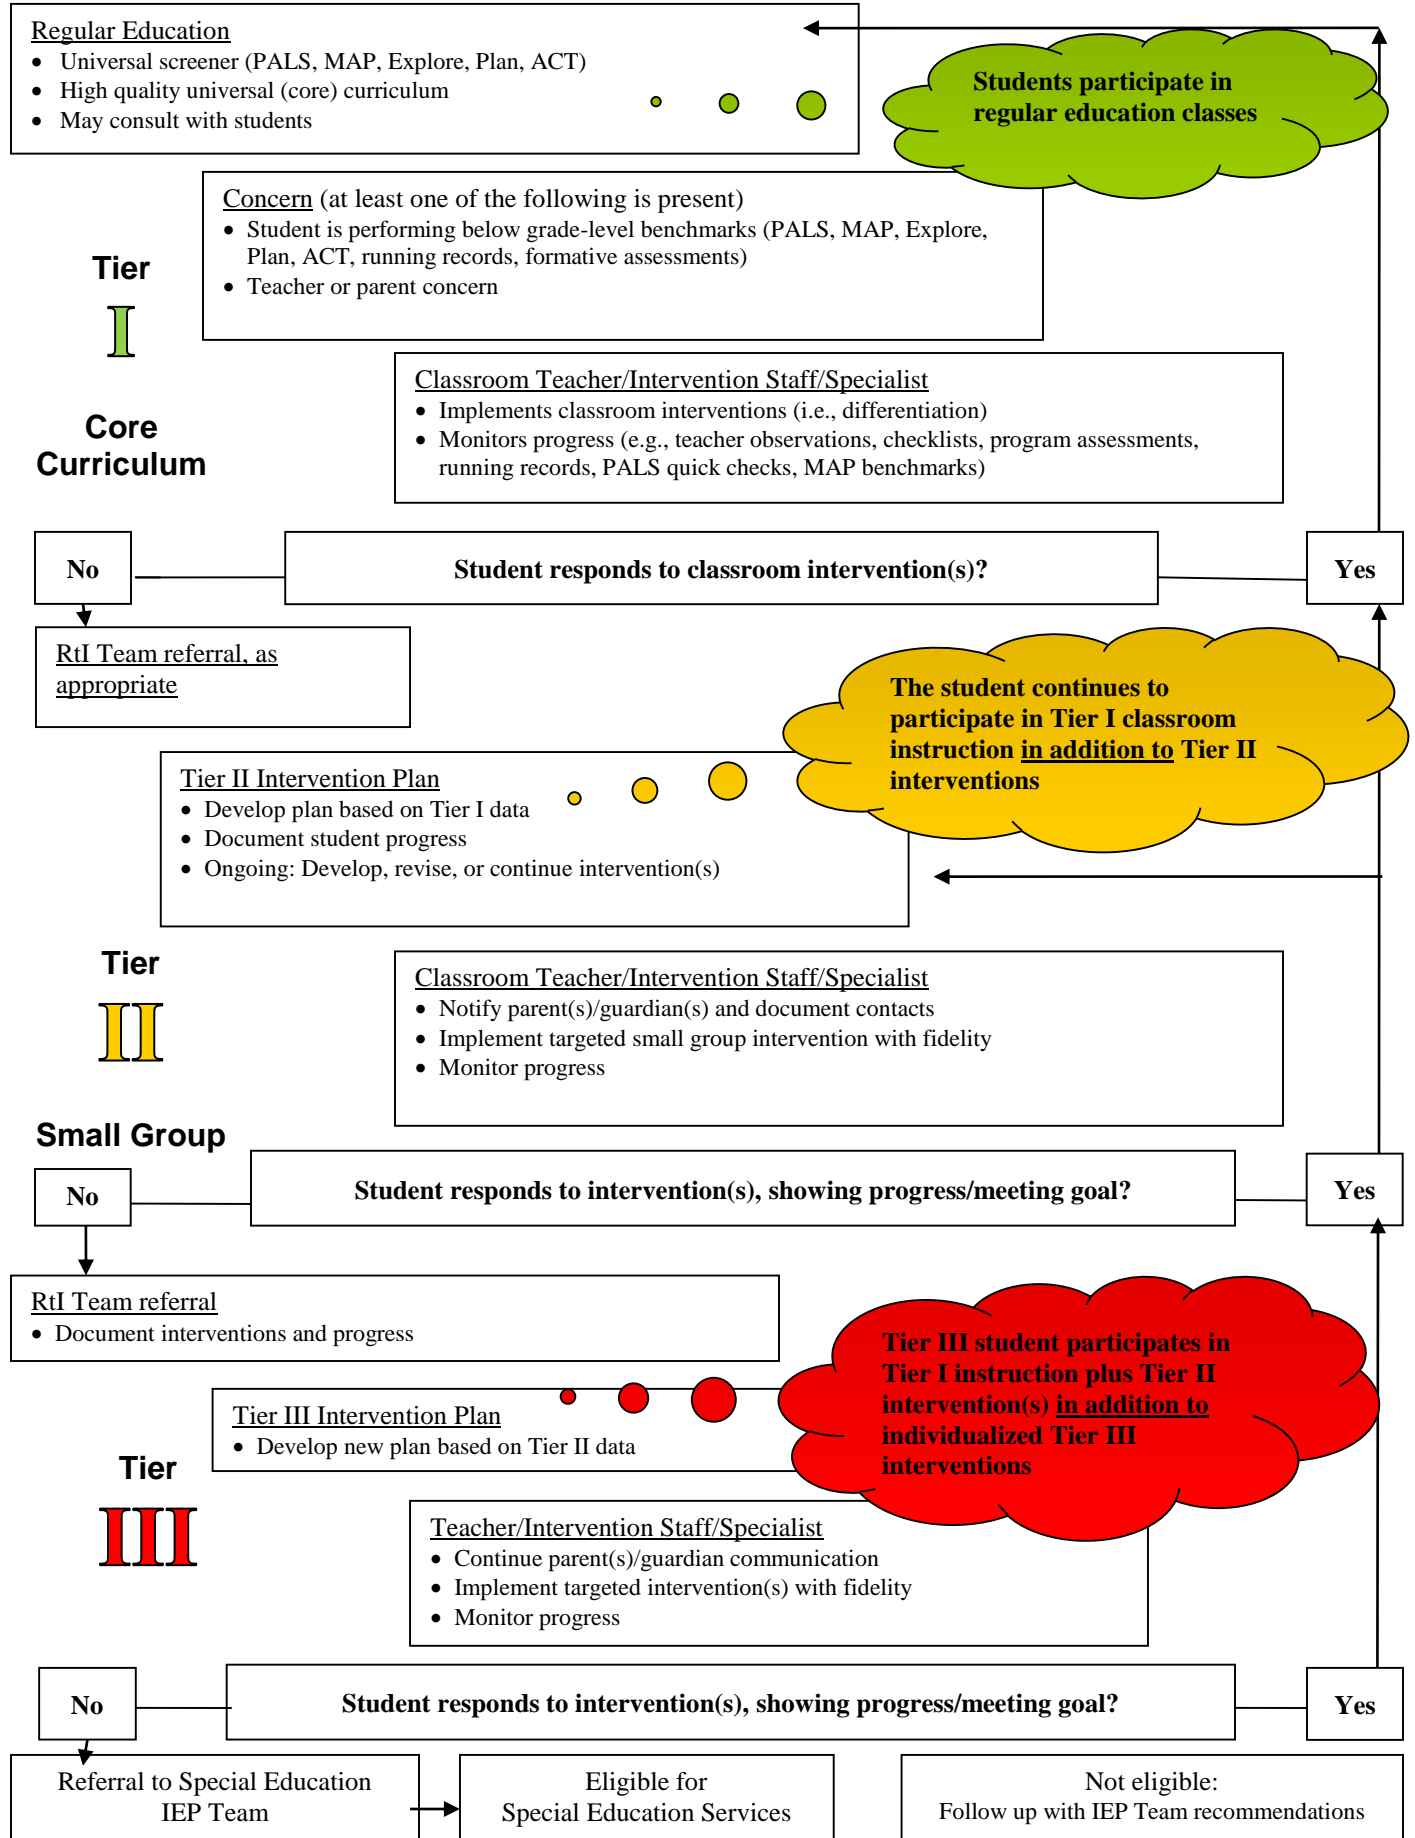 Regular Education
• Universal screener (PALS, MAP, Explore, Plan, ACT)
• High quality universal (core) curriculum
• May consult with students
Students participate in
regular education classes
Concern (at least one of the following is present)
• Student is performing below grade-level benchmarks (PALS, MAP, Explore,
Plan, ACT, running records, formative assessments)
• Teacher or parent concern
Tier
I
Core
Curriculum
Classroom Teacher/Intervention Staff/Specialist
• Implements classroom interventions (i.e., differentiation)
• Monitors progress (e.g., teacher observations, checklists, program assessments,
running records, PALS quick checks, MAP benchmarks)
No
Student responds to classroom intervention(s)?
Yes
RtI Team referral, as
appropriate
The student continues to
participate in Tier I classroom
instruction in addition to Tier II
interventions
Tier II Intervention Plan
• Develop plan based on Tier I data
• Document student progress
• Ongoing: Develop, revise, or continue intervention(s)
Tier
II
Small Group
Classroom Teacher/Intervention Staff/Specialist
• Notify parent(s)/guardian(s) and document contacts
• Implement targeted small group intervention with fidelity
• Monitor progress
No
Student responds to intervention(s), showing progress/meeting goal?
Yes
RtI Team referral
• Document interventions and progress
Tier III student participates in
Tier I instruction plus Tier II
intervention(s) in addition to
individualized Tier III
interventions
Tier III Intervention Plan
• Develop new plan based on Tier II data
Tier
III
Teacher/Intervention Staff/Specialist
• Continue parent(s)/guardian communication
• Implement targeted intervention(s) with fidelity
• Monitor progress
No
Student responds to intervention(s), showing progress/meeting goal?
Yes
Referral to Special Education
IEP Team
Eligible for
Special Education Services
Not eligible:
Follow up with IEP Team recommendations